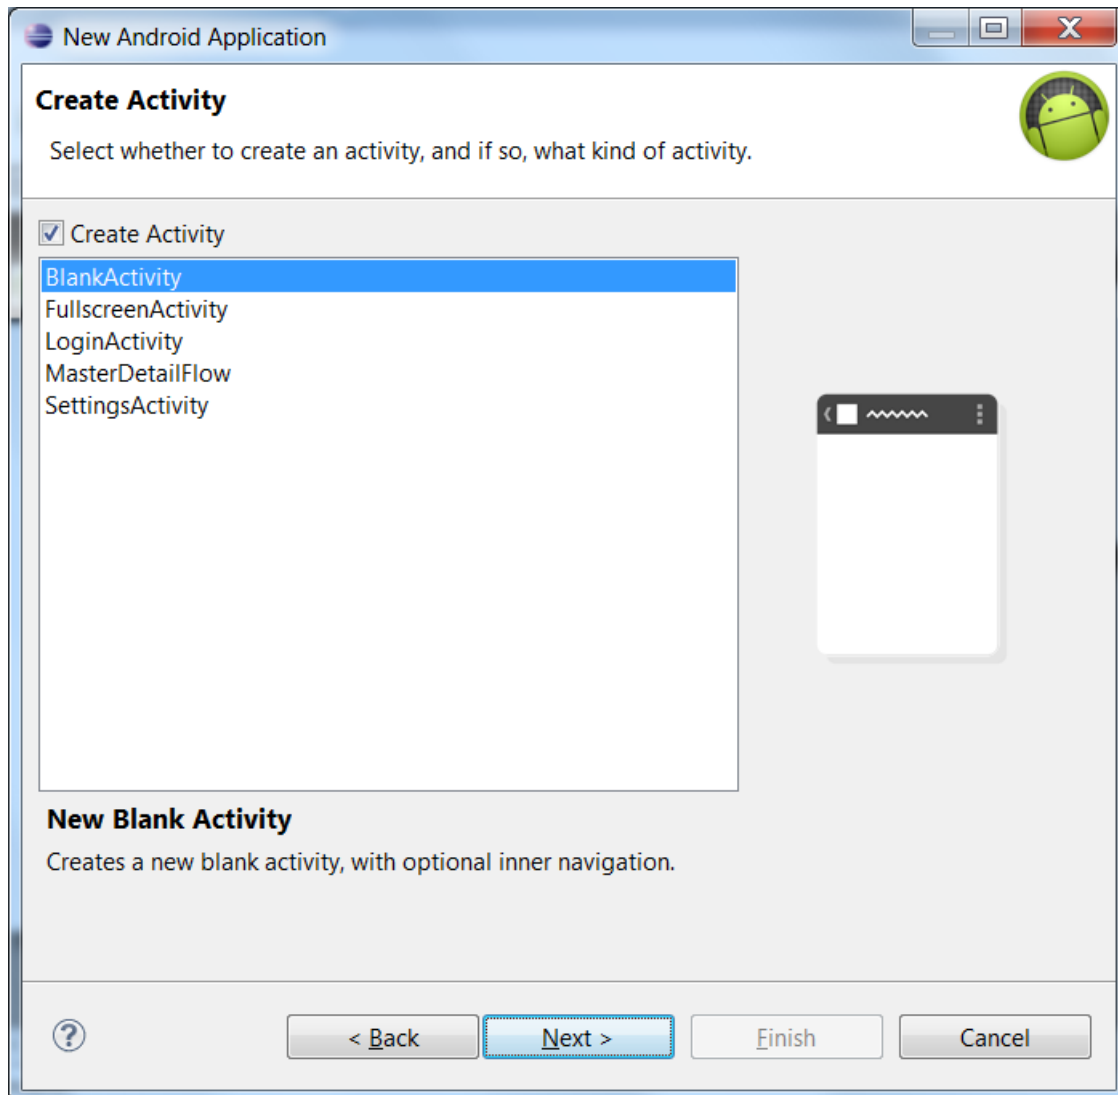 New Android Application
Create Activity
Select whether to create an activity, and if so, what kind of activity.
Create Activity
BlankActivity
FullscreenActivity
LoginActivity
MasterDetailFlow
SettingsActivity
New Blank Activity
Creates a new blank activity, with optional inner navigation.
< Back
Next >
Finish
Cancel